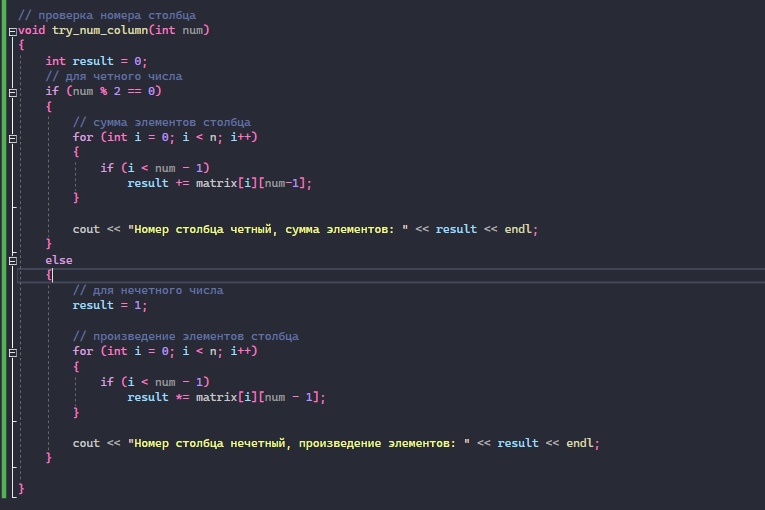 // проверка номера столбца
void try_num_column(int num)
{
    int result = 0;
    // для четного числа
    if (num % 2 == 0)
    {
        // сумма элементов столбца
        for (int i = 0; i < n; i++)
        {
            if (i < num - 1)
                result += matrix[i][num-1];
        }

        cout << "Номер столбца четный, сумма элементов: " << result << endl;
    }
    else
    {
        // для нечетного числа
        result = 1;

        // произведение элементов столбца
        for (int i = 0; i < n; i++)
        {
            if (i < num - 1)
                result *= matrix[i][num - 1];
        }

        cout << "Номер столбца нечетный, произведение элементов: " << result << endl;
    }

}